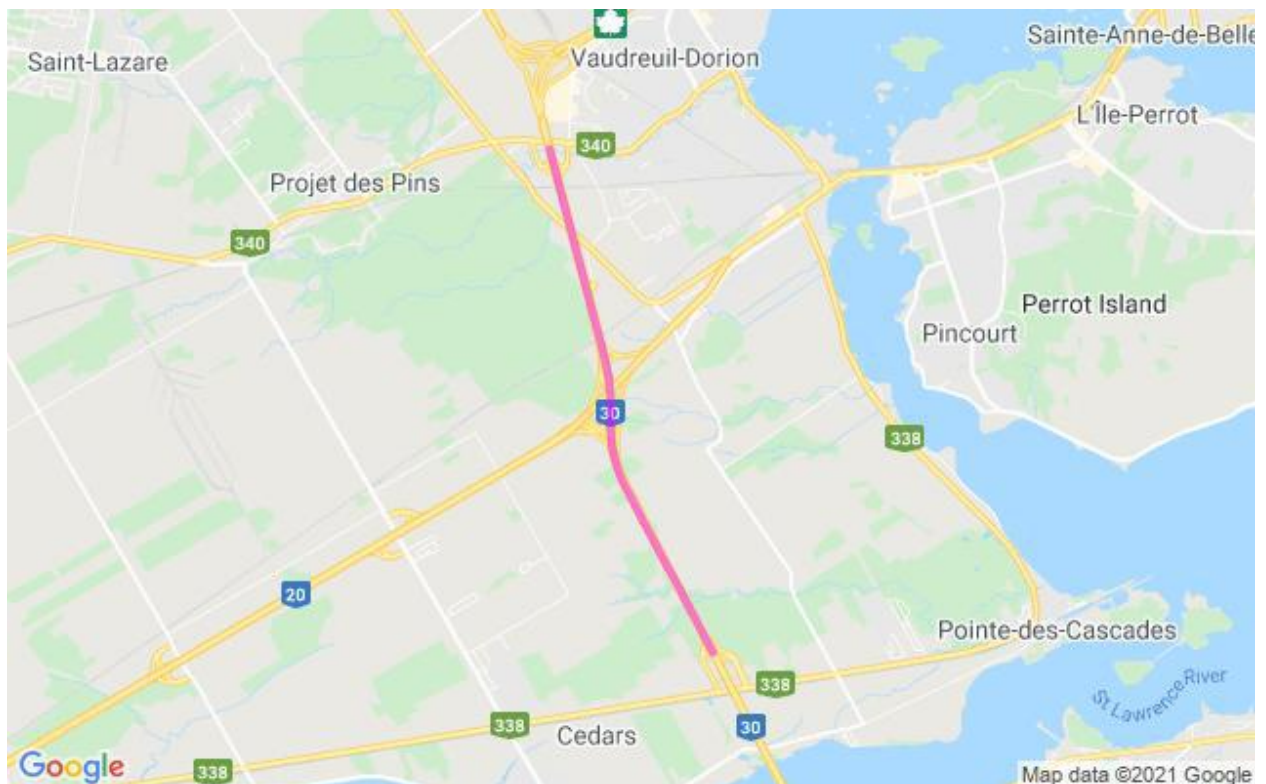 Sainte-Anne-de-Belle
Vaudreuil-Dorion
Saint-Lazare
L'Île-Perrot
340
Projet des Pins
340
Perrot Island
Pincourt
30
338
20
Pointe-des-Cascades
338
St Lawrence River
338
30
Cedars
338
Google
Map data ©2021 Google